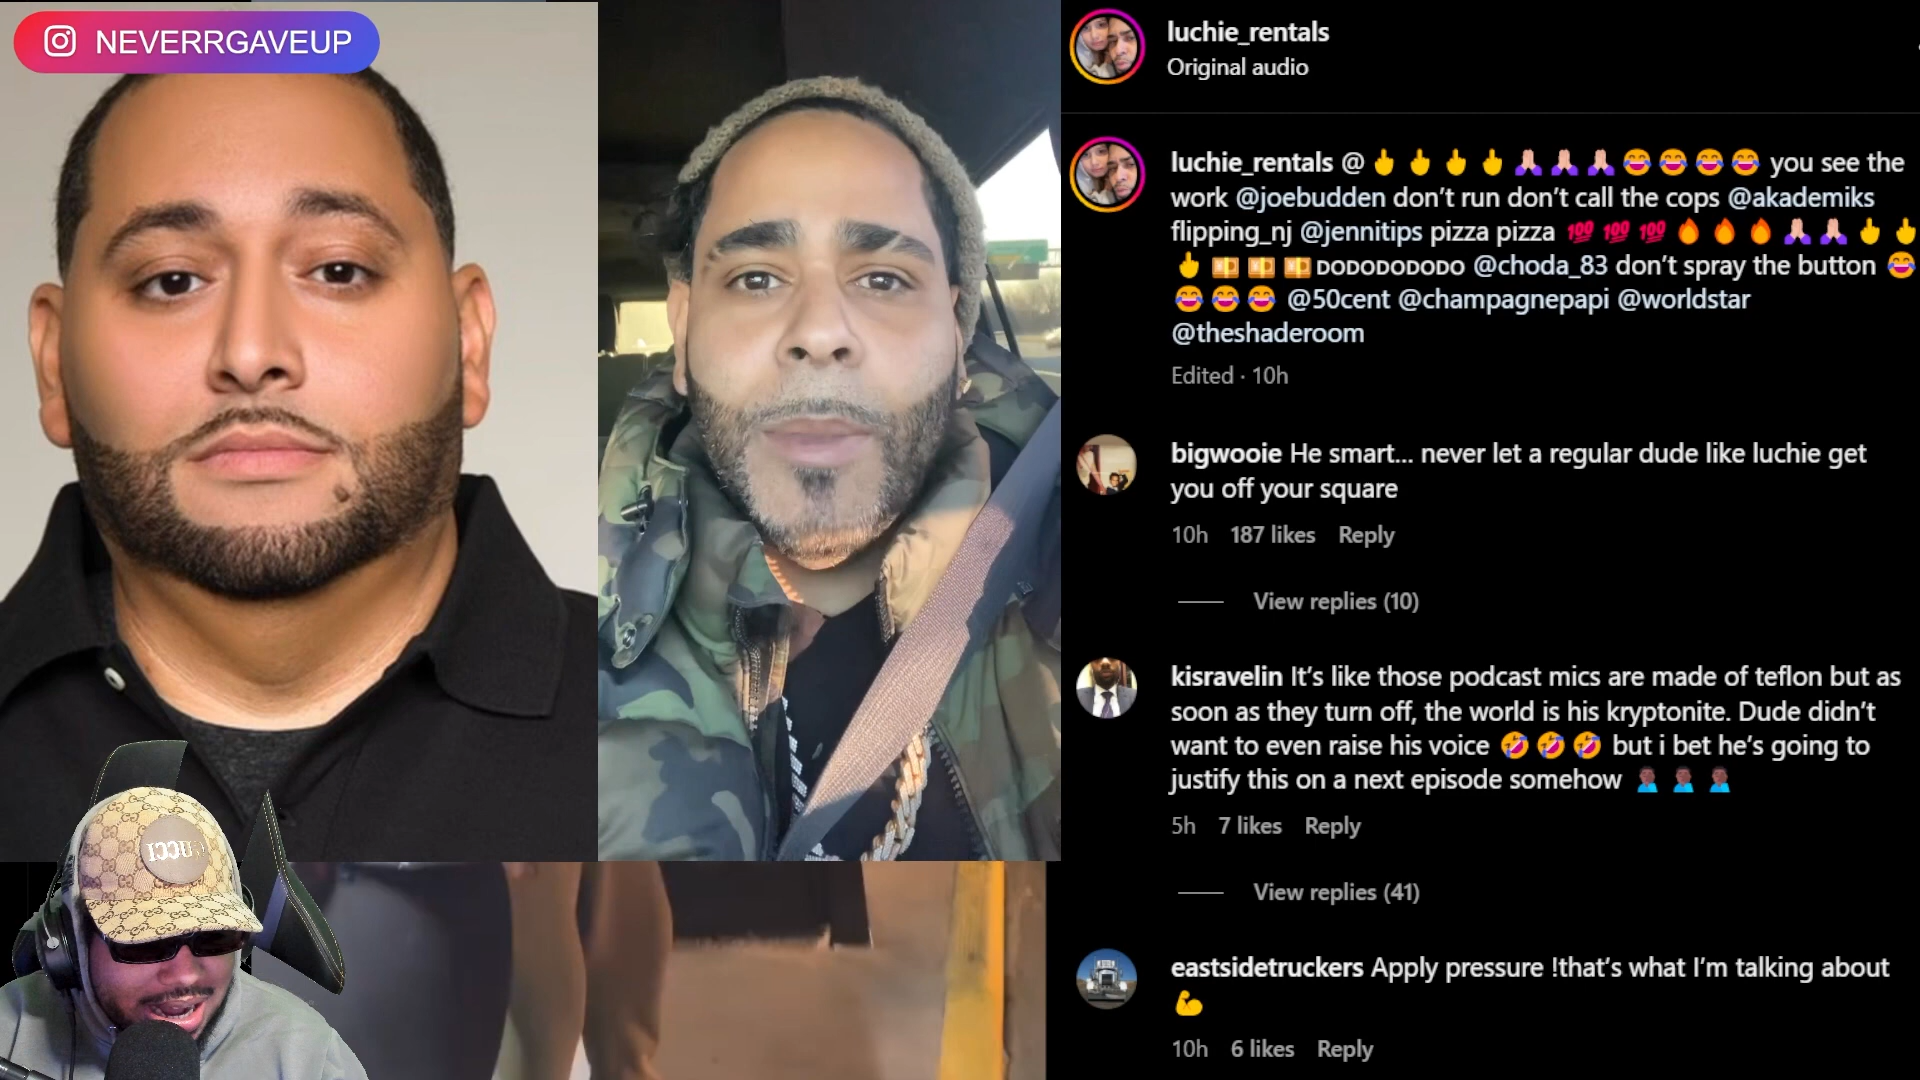 NEVERRGAVEUP
luchie_rentals
Original audio
luchie_rentals @🖕🖕🖕🖕🙏🏻🙏🏻🙏🏻😂😂😂😂 you see the
work @joebudden don’t run don’t call the cops @akademiks
flipping_nj @jennitips pizza pizza 💯💯💯🔥🔥🔥🙏🏻🙏🏻🖕🖕
🖕💴💴💴ᴅᴏᴅᴏᴅᴏᴅᴏᴅᴏ @choda_83 don’t spray the button 😂
😂😂😂 @50cent @champagnepapi @worldstar
@theshaderoom
Edited · 10h
bigwooie He smart... never let a regular dude like luchie get
you off your square
10h 187 likes Reply
View replies (10)
kisravelin It’s like those podcast mics are made of teflon but as
soon as they turn off, the world is his kryptonite. Dude didn’t
want to even raise his voice 🤣🤣🤣 but i bet he’s going to
justify this on a next episode somehow 🤦🏿‍♂️🤦🏿‍♂️🤦🏿‍♂️
5h 7 likes Reply
View replies (41)
eastsidetruckers Apply pressure !that’s what I’m talking about
💪
10h 6 likes Reply
GUCCI